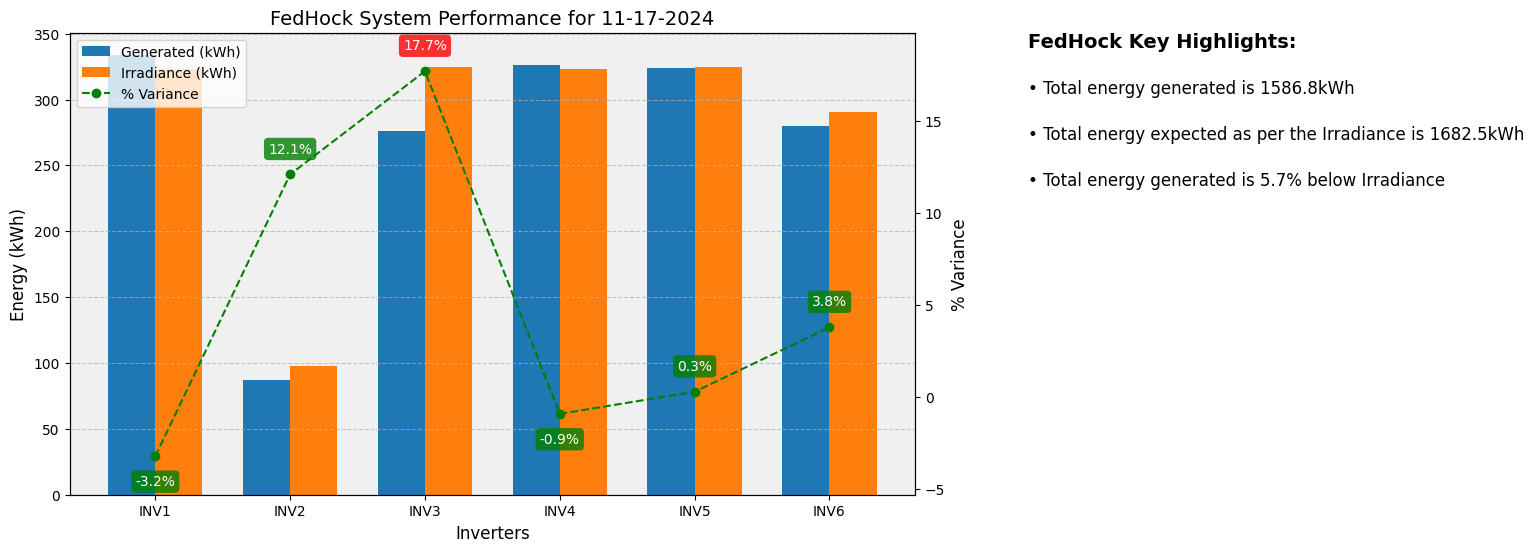 FedHock System Performance for 11-17-2024
Generated (kWh)
Irradiance (kWh)
% Variance
Energy (kWh)
350
300
250
200
150
100
50
0
-3.2%
12.1%
17.7%
-0.9%
0.3%
3.8%
15
10
5
0
−5
% Variance
INV1 INV2 INV3 INV4 INV5 INV6
Inverters
FedHock Key Highlights:
• Total energy generated is 1586.8kWh
• Total energy expected as per the Irradiance is 1682.5kWh
• Total energy generated is 5.7% below Irradiance